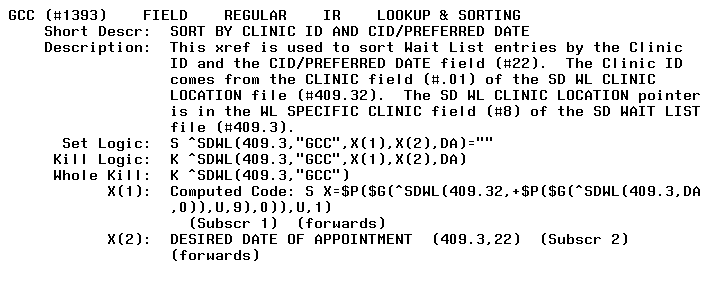 GCC (#1393)    FIELD    REGULAR    IR    LOOKUP & SORTING
Short Descr:  SORT BY CLINIC ID AND CID/PREFERRED DATE
Description:  This xref is used to sort Wait List entries by the Clinic
ID and the CID/PREFERRED DATE field (#22).  The Clinic ID
comes from the CLINIC field (#.01) of the SD WL CLINIC
LOCATION file (#409.32).  The SD WL CLINIC LOCATION pointer
is in the WL SPECIFIC CLINIC field (#8) of the SD WAIT LIST
file (#409.3).
Set Logic:  S ^SDWL(409.3,"GCC",X(1),X(2),DA)=""
Kill Logic:  K ^SDWL(409.3,"GCC",X(1),X(2),DA)
Whole Kill:  K ^SDWL(409.3,"GCC")
X(1):  Computed Code: S X=$P($G(^SDWL(409.32,+$P($G(^SDWL(409.3,DA
,0)),U,9),0)),U,1)
(Subscr 1)  (forwards)
X(2):  DESIRED DATE OF APPOINTMENT  (409.3,22)  (Subscr 2)
(forwards)